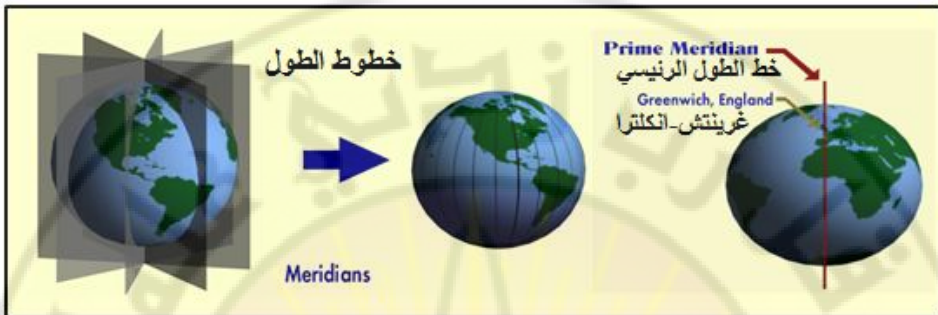 خطوط الطول
Meridians
Prime Meridian
خط الطول الرئيسي
Greenwich, England
غرينتش-انكلترا